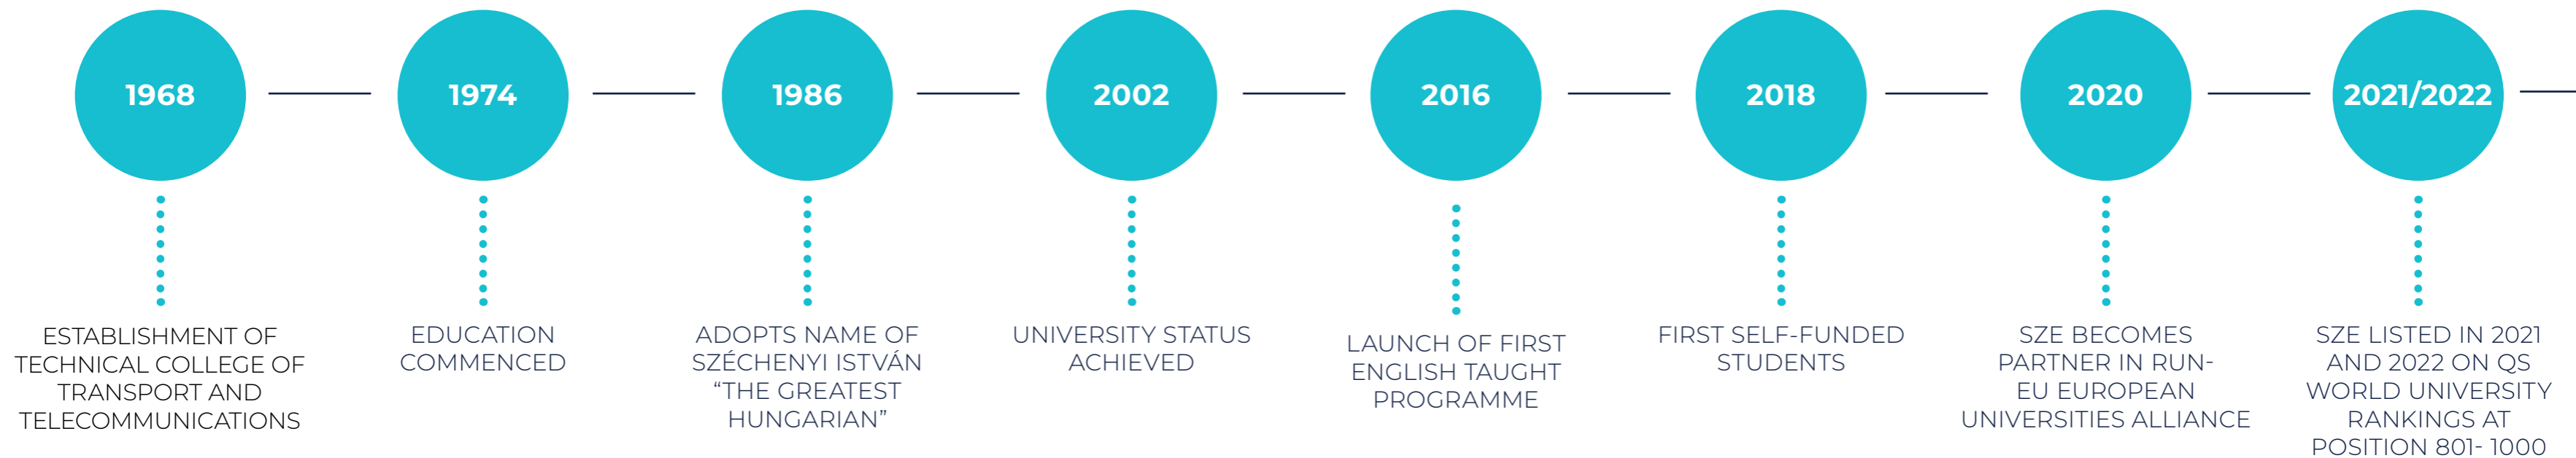 1968
1974
1986
2002
2016
2018
2020
2021/2022
ESTABLISHMENT OF
TECHNICAL COLLEGE OF
TRANSPORT AND
TELECOMMUNICATIONS
EDUCATION
COMMENCED
ADOPTS NAME OF
SZÉCHENYI ISTVÁN
“THE GREATEST
HUNGARIAN”
UNIVERSITY STATUS
ACHIEVED
LAUNCH OF FIRST
ENGLISH TAUGHT
PROGRAMME
FIRST SELF-FUNDED
STUDENTS
SZE BECOMES
PARTNER IN RUN-
EU EUROPEAN
UNIVERSITIES ALLIANCE
SZE LISTED IN 2021
AND 2022 ON QS
WORLD UNIVERSITY
RANKINGS AT
POSITION 801- 1000